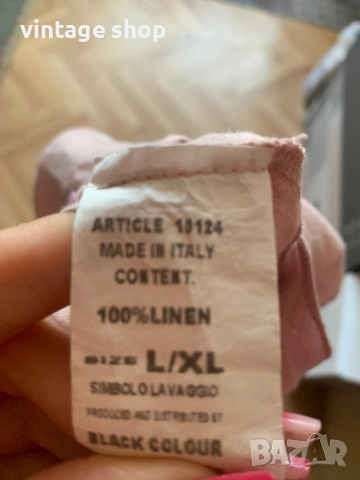 vintage shop
ARTICLE 19124
MADE IN ITALY
CONTENT.
100%LINEN
SIZE L/XL
SIMBOLO LAVAGGIO
PRODUCED AND DISTRIBUTED BY
BLACK COLOUR
BAZAR